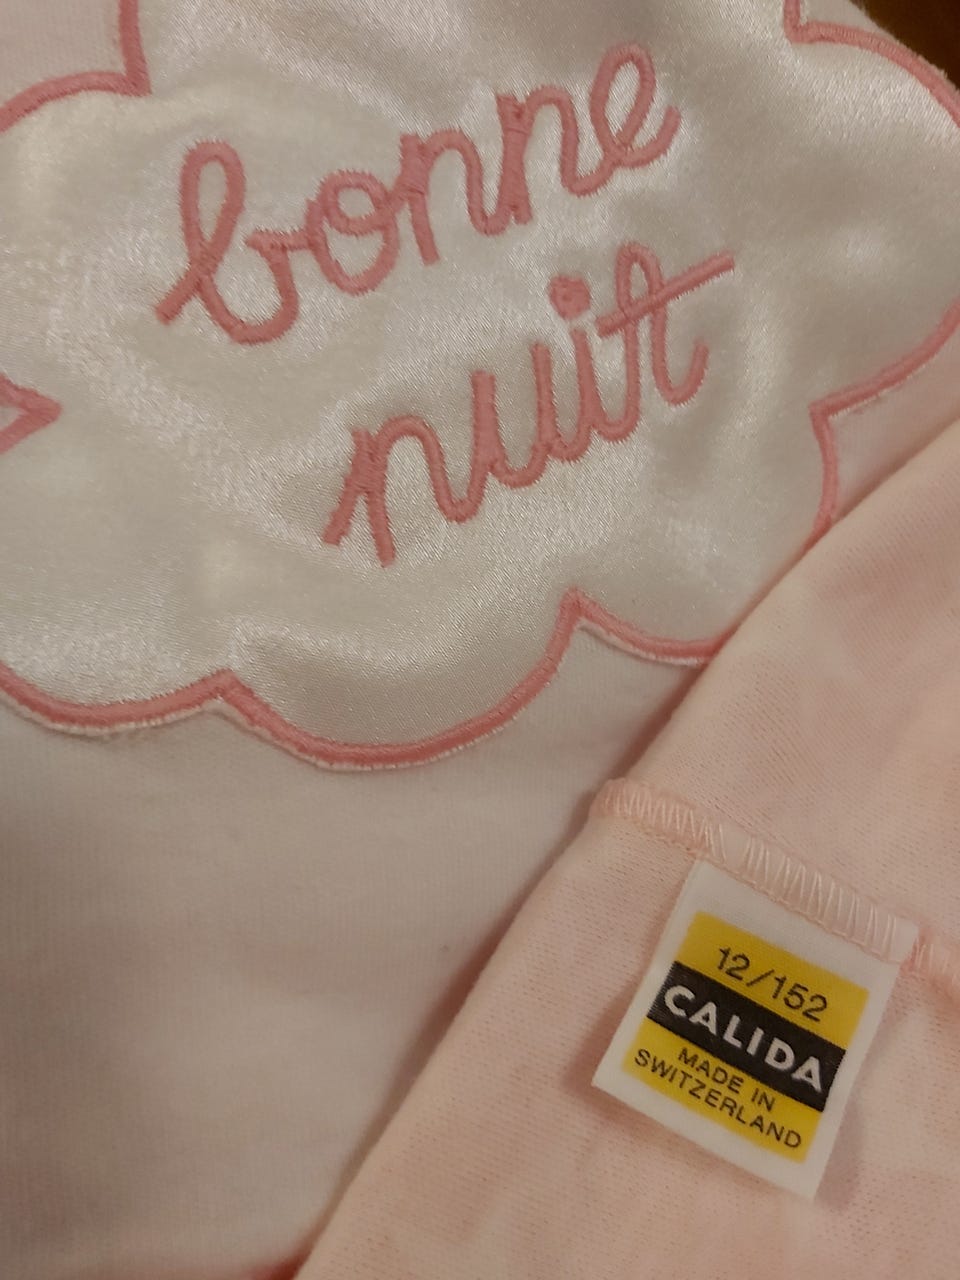 bonne
nuit
12/152
CALIDA
MADE IN
SWITZERLAND